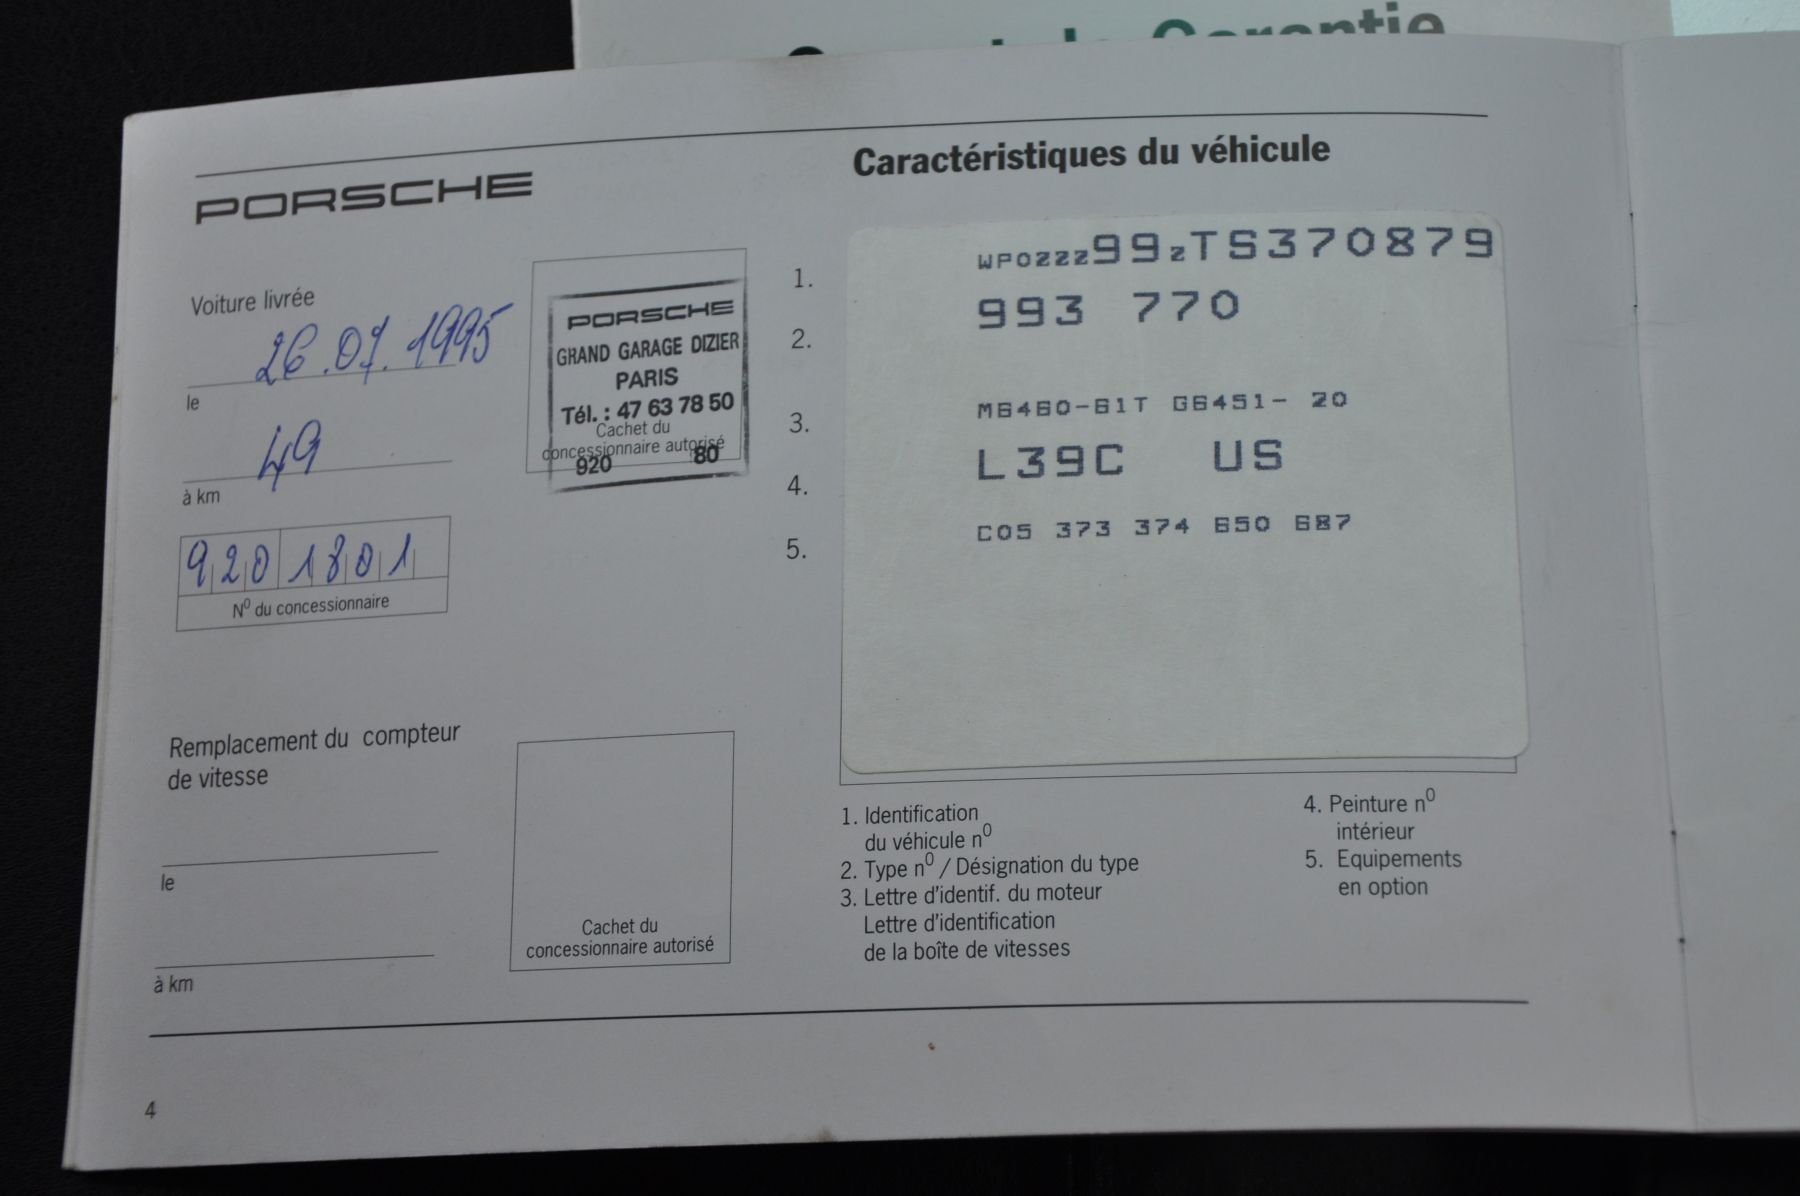 Garantie
PORSCHE
Voiture livrée
26.07.1995
le
49
à km
920 1801
N⁰ du concessionnaire
PORSCHE
GRAND GARAGE DIZIER
PARIS
Tél. : 47 63 78 50
Cachet du
concessionnaire autorisé
920 80
Remplacement du compteur
de vitesse
le
à km
Cachet du
concessionnaire autorisé
4
Caractéristiques du véhicule
1. WP0ZZZ99ZTS370879
2. 993 770
3. M6460-61T G6451- 20
4. L39C US
5. C05 373 374 650 687
1. Identification
du véhicule n⁰
2. Type n⁰ / Désignation du type
3. Lettre d'identif. du moteur
Lettre d'identification
de la boîte de vitesses
4. Peinture n⁰
intérieur
5. Equipements
en option